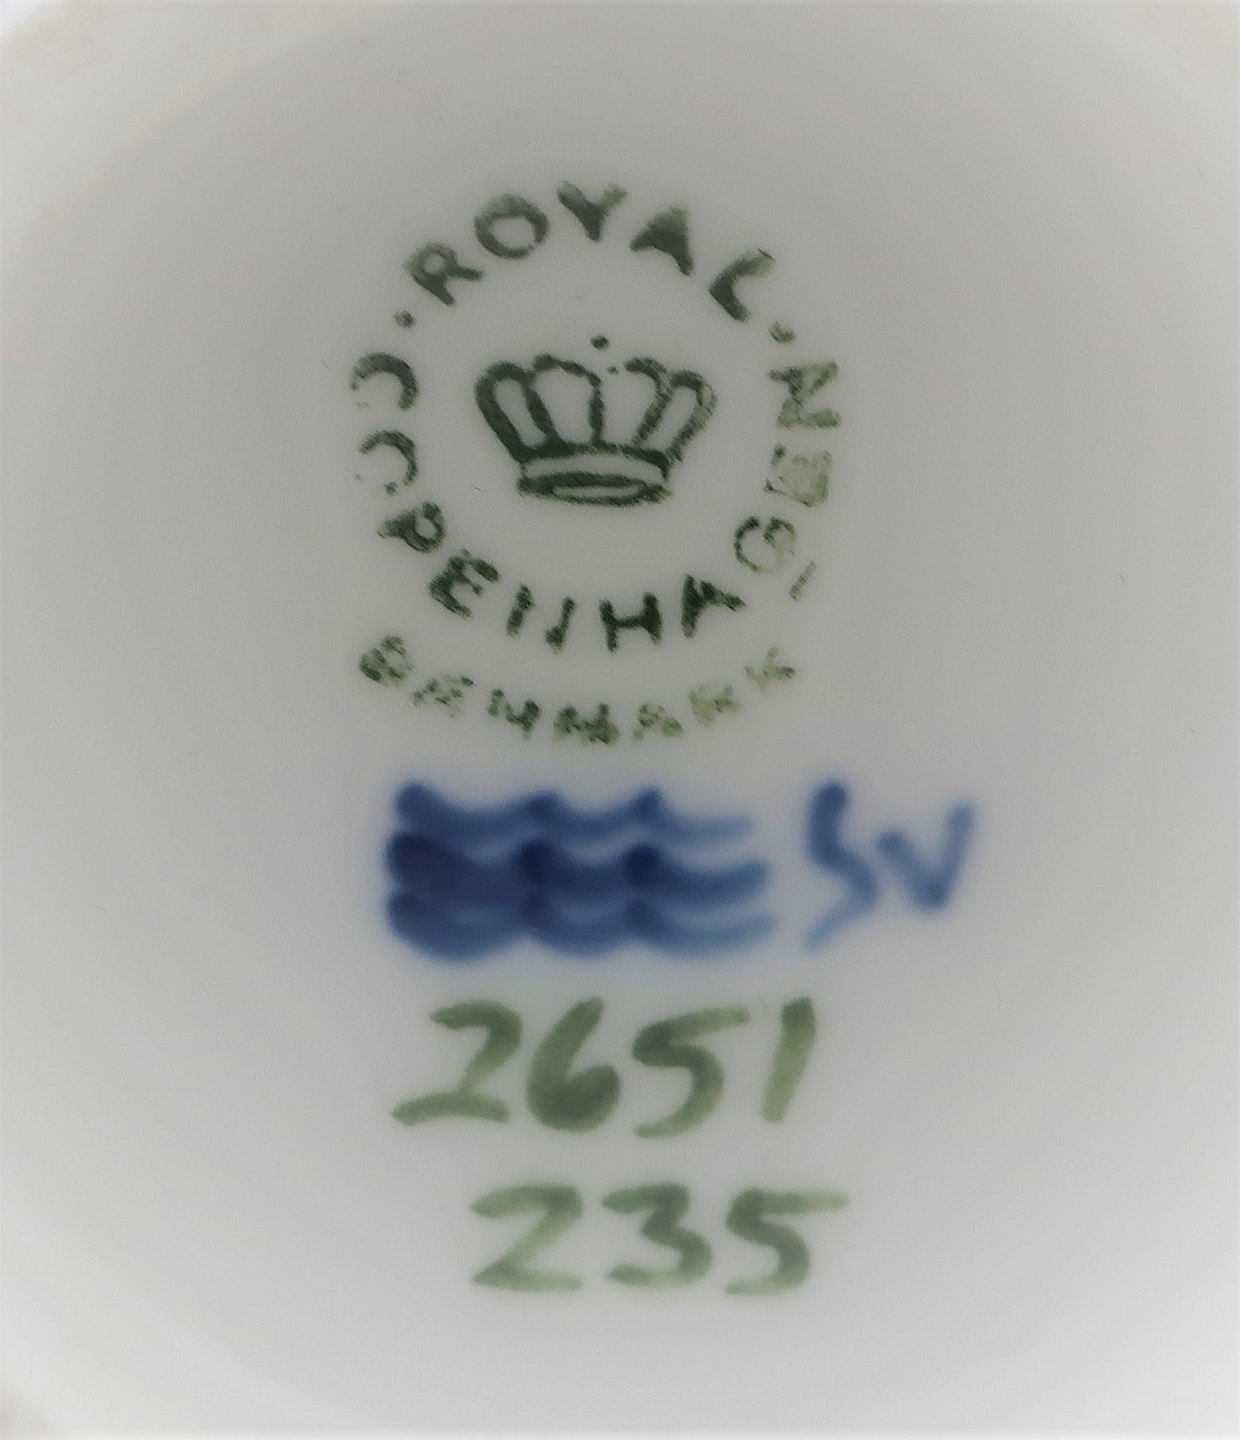 · ROYAL · COPENHAGEN
DENMARK
SV
2651
235